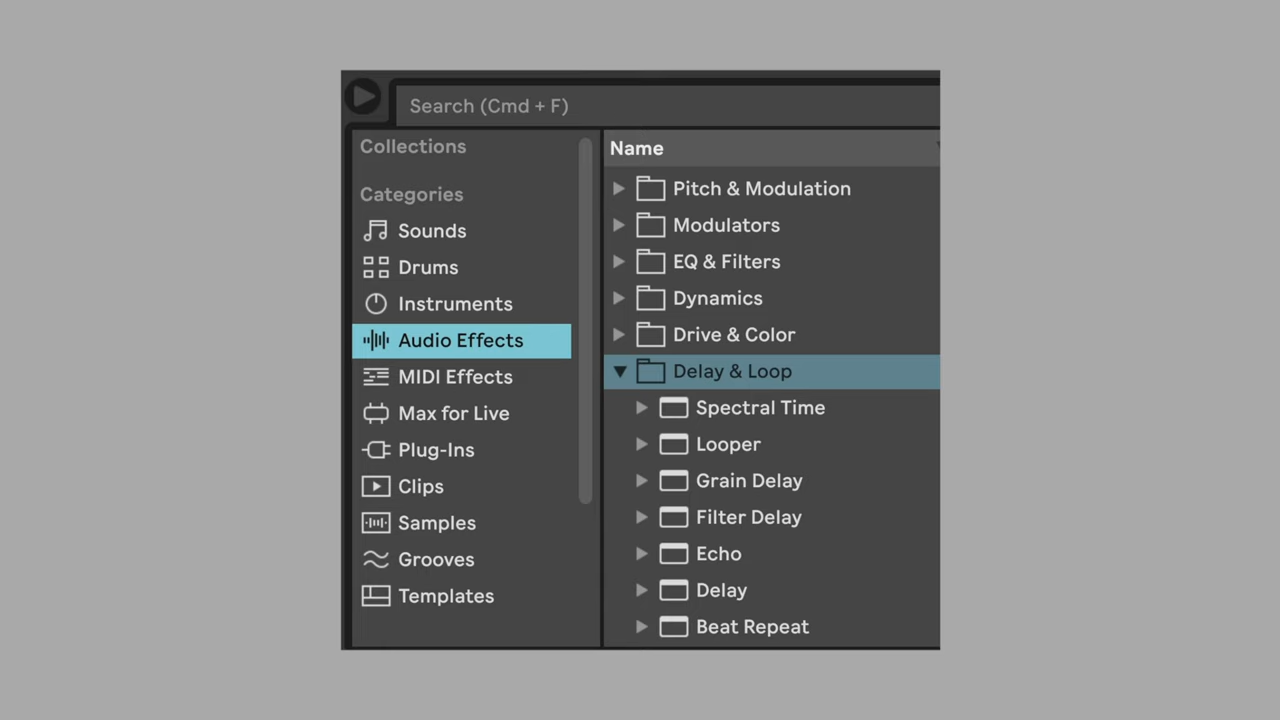 Search (Cmd + F)
Collections
Categories
Sounds
Drums
Instruments
Audio Effects
MIDI Effects
Max for Live
Plug-Ins
Clips
Samples
Grooves
Templates
Name
Pitch & Modulation
Modulators
EQ & Filters
Dynamics
Drive & Color
Delay & Loop
Spectral Time
Looper
Grain Delay
Filter Delay
Echo
Delay
Beat Repeat